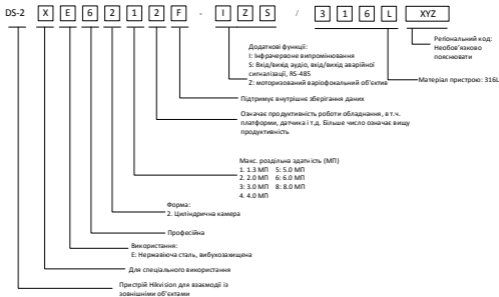 DS-2 X E 6 2 1 2 F - I Z S / 3 1 6 L XYZ
Регіональний код:
Необов'язково
пояснювати
Додаткові функції:
I: Інфрачервоне випромінювання
S: Вхід/вихід аудіо, вхід/вихід аварійної
сигналізації, RS-485
Z: моторизований варіофокальний об'єктив
Матеріал пристрою: 316L
Підтримує внутрішнє зберігання даних
Означає продуктивність роботи обладнання, в т.ч.
платформи, датчика і т.д. Більше число означає вищу
продуктивність
Макс. роздільна здатність (МП)
1. 1.3 МП 5: 5.0 МП
2. 2.0 МП 6: 6.0 МП
3: 3.0 МП 8: 8.0 МП
4. 4.0 МП
Форма:
2. Циліндрична камера
Професійна
Використання:
E: Нержавіюча сталь, вибухозахищена
Для спеціального використання
Пристрій Hikvision для взаємодії із
зовнішніми об'єктами